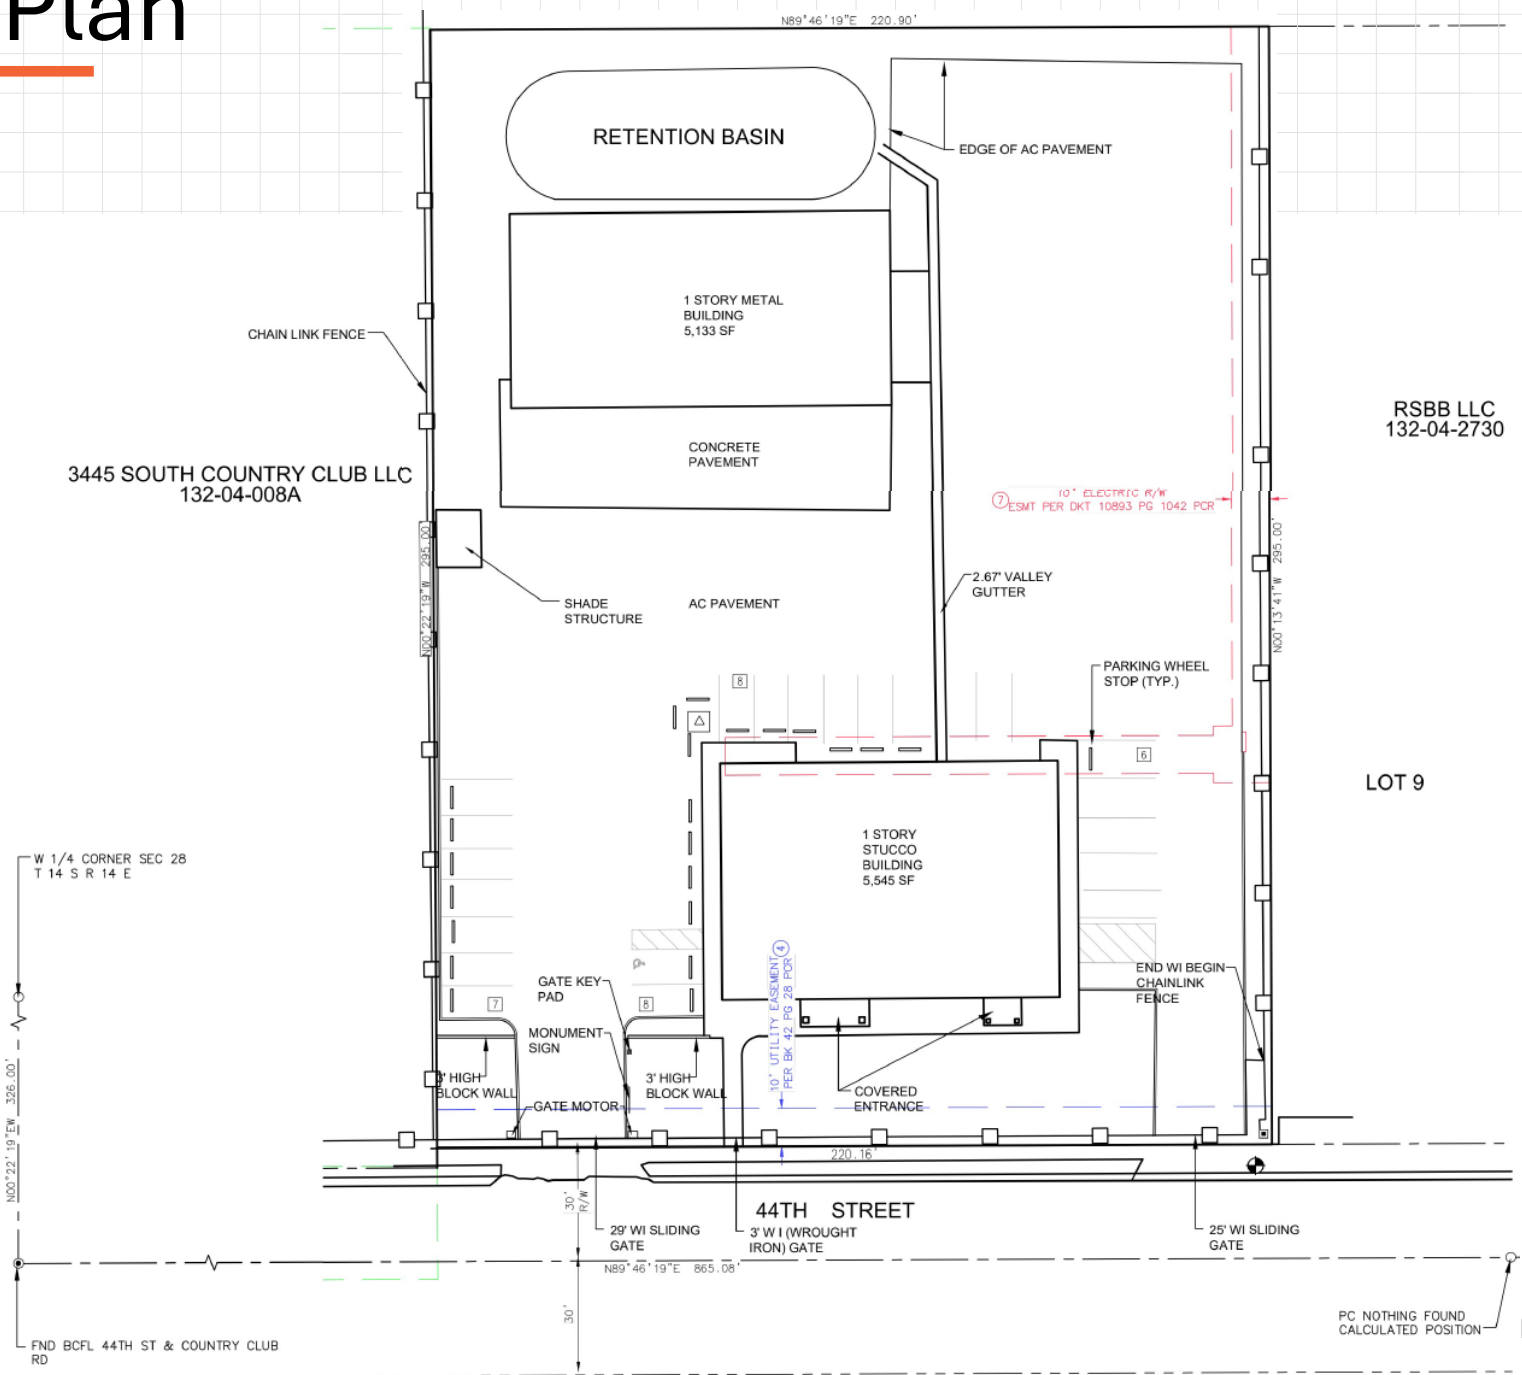 Plan
N89°46'19"E 220.90'
RETENTION BASIN
EDGE OF AC PAVEMENT
1 STORY METAL
BUILDING
5,133 SF
CHAIN LINK FENCE
RSBB LLC
132-04-2730
CONCRETE
PAVEMENT
3445 SOUTH COUNTRY CLUB LLC
132-04-008A
7
10' ELECTRIC R/W
ESMT PER DKT 10893 PG 1042 PCR
N00°22'19"W 295.00'
N00°13'41"W 295.00'
2.67' VALLEY
GUTTER
SHADE
STRUCTURE
AC PAVEMENT
PARKING WHEEL
STOP (TYP.)
8
6
LOT 9
1 STORY
STUCCO
BUILDING
5,545 SF
W 1/4 CORNER SEC 28
T 14 S R 14 E
4
10' UTILITY EASEMENT
PER BK 42 PG 28 PCR
END WI BEGIN
CHAINLINK
FENCE
GATE KEY
PAD
7
8
MONUMENT
SIGN
3' HIGH
BLOCK WALL
3' HIGH
BLOCK WALL
GATE MOTOR
COVERED
ENTRANCE
N00°22'19"EW 326.00'
220.16'
30'
R/W
44TH STREET
29' WI SLIDING
GATE
3' W I (WROUGHT
IRON) GATE
25' WI SLIDING
GATE
N89°46'19"E 865.08'
30'
PC NOTHING FOUND
CALCULATED POSITION
FND BCFL 44TH ST & COUNTRY CLUB
RD